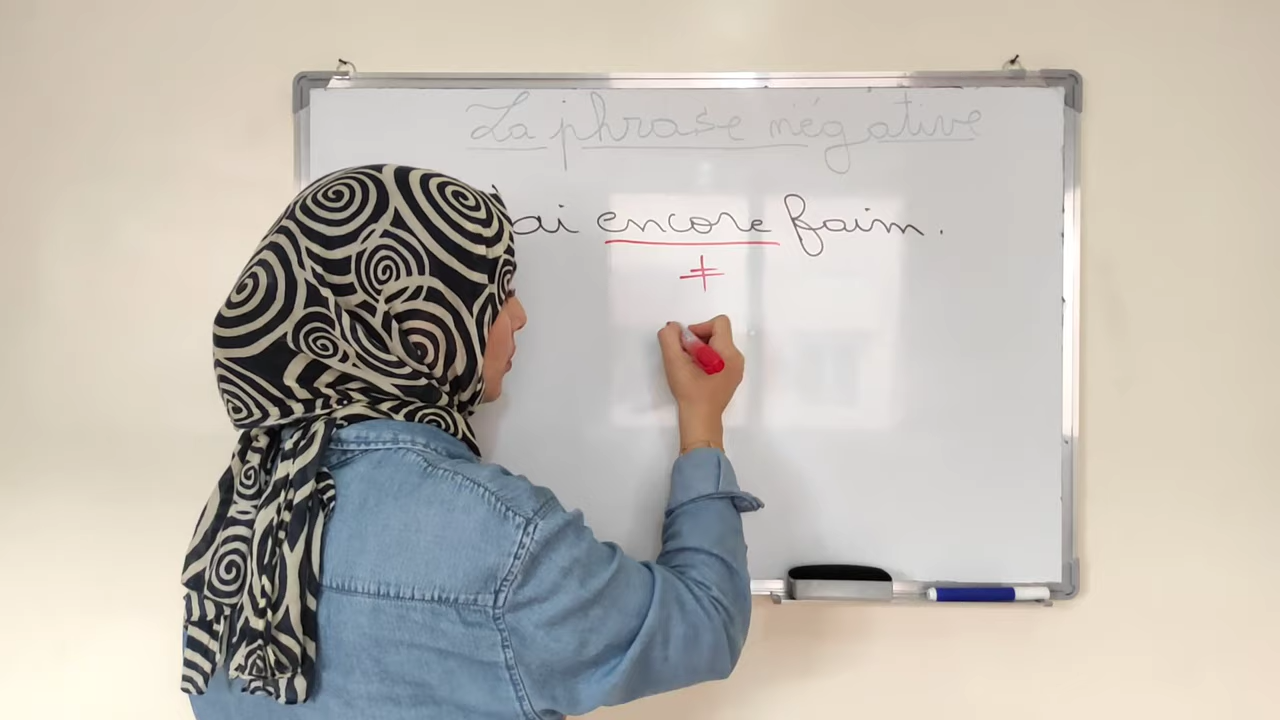 La phrase négative
'ai encore faim.
≠